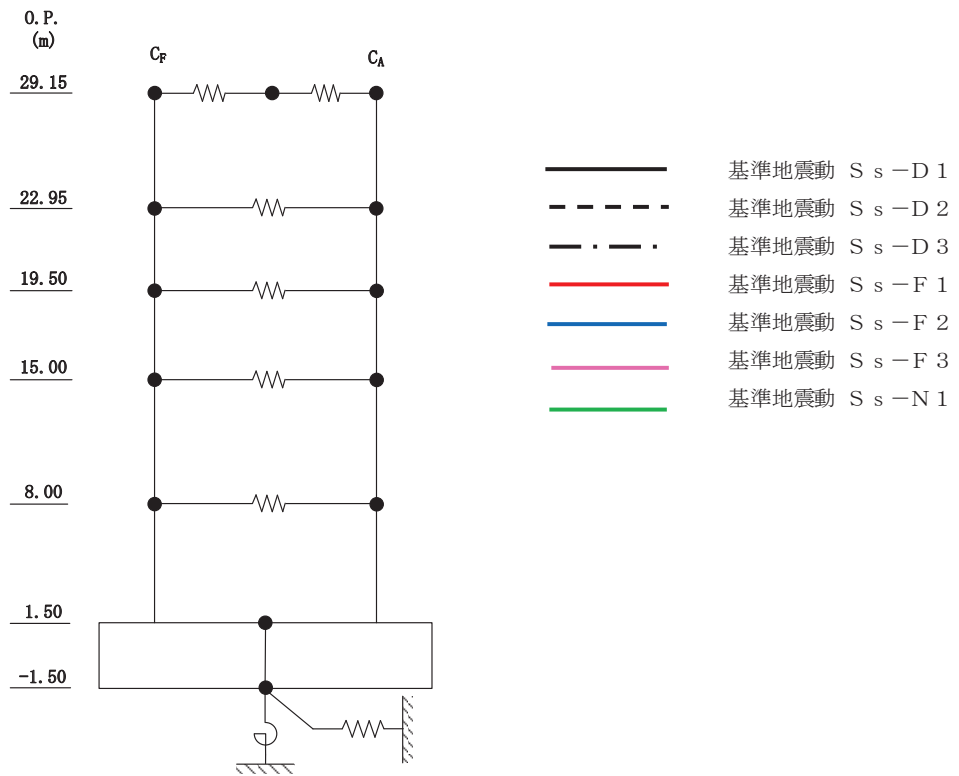 O.P.
(m)
CF
CA
29.15
22.95
19.50
15.00
8.00
1.50
-1.50
基準地震動 Ｓｓ－Ｄ１
基準地震動 Ｓｓ－Ｄ２
基準地震動 Ｓｓ－Ｄ３
基準地震動 Ｓｓ－Ｆ１
基準地震動 Ｓｓ－Ｆ２
基準地震動 Ｓｓ－Ｆ３
基準地震動 Ｓｓ－Ｎ１